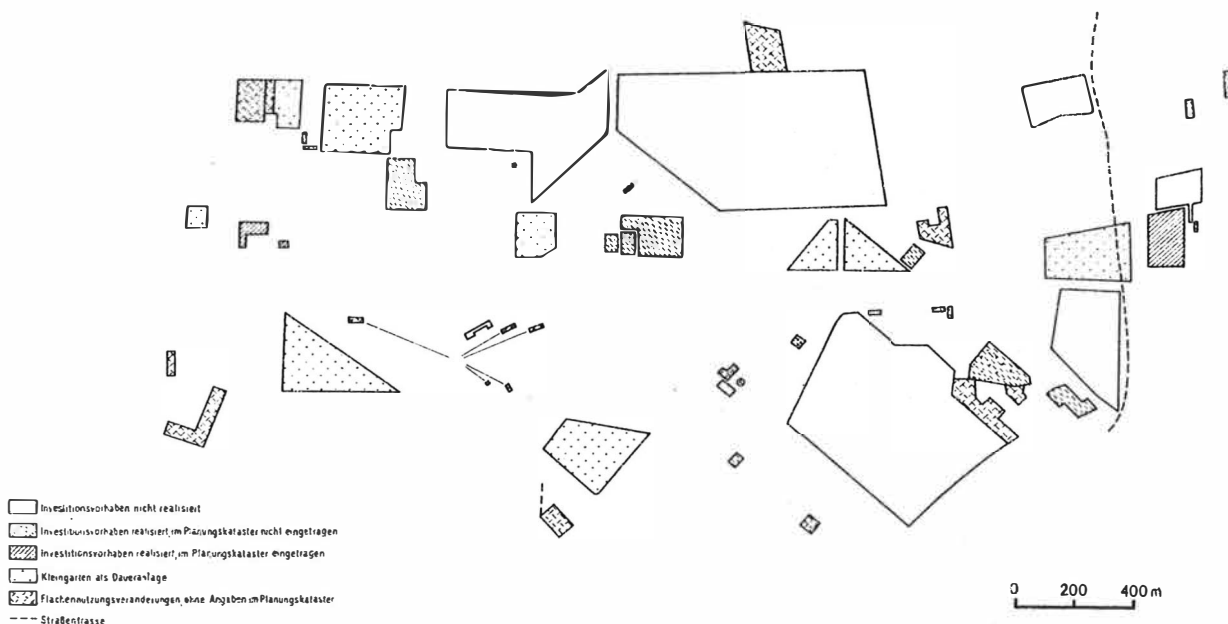 Investitionsvorhaben nicht realisiert
Investitionsvorhaben realisiert, im Planungskataster nicht eingetragen
Investitionsvorhaben realisiert, im Planungskataster eingetragen
Kleingarten als Daueranlage
Flächennutzungsveränderungen, ohne Angaben im Planungskataster
Straßentrasse
0 200 400 m